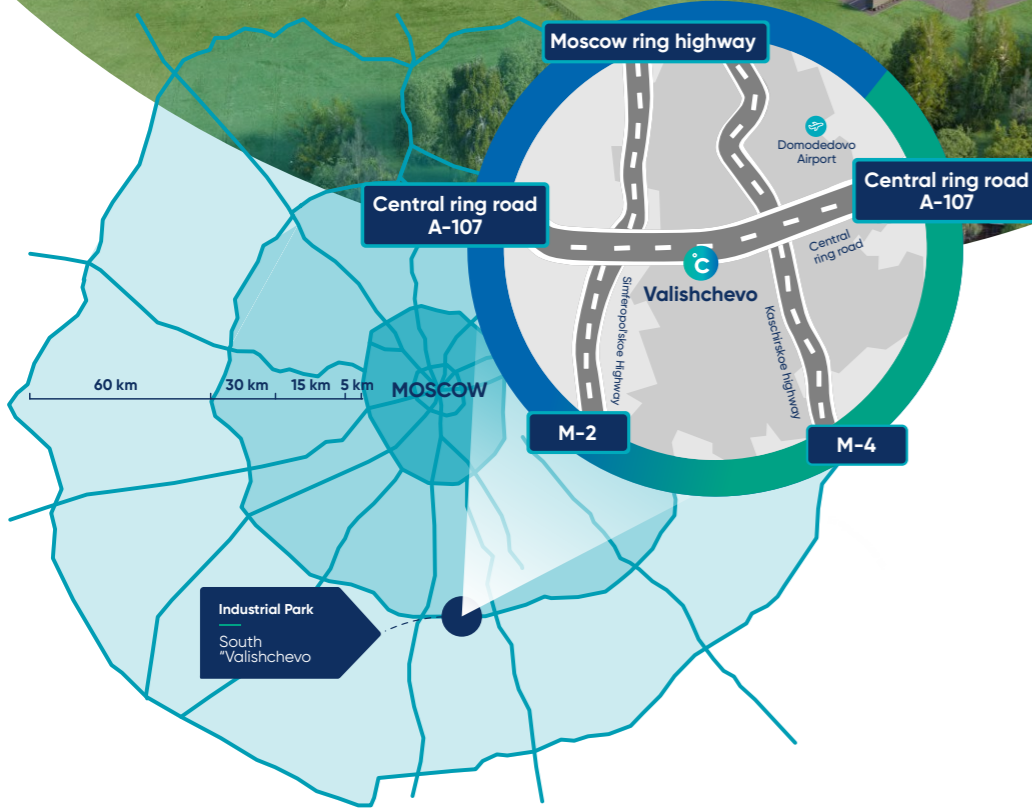 Moscow ring highway
Domodedovo
Airport
Central ring road
A-107
Central ring road
A-107
Central
ring road
°C
Valishchevo
Simferopol'skoe Highway
Kaschirskoe highway
60 km
30 km
15 km
5 km
MOSCOW
M-2
M-4
Industrial Park
South
"Valishchevo